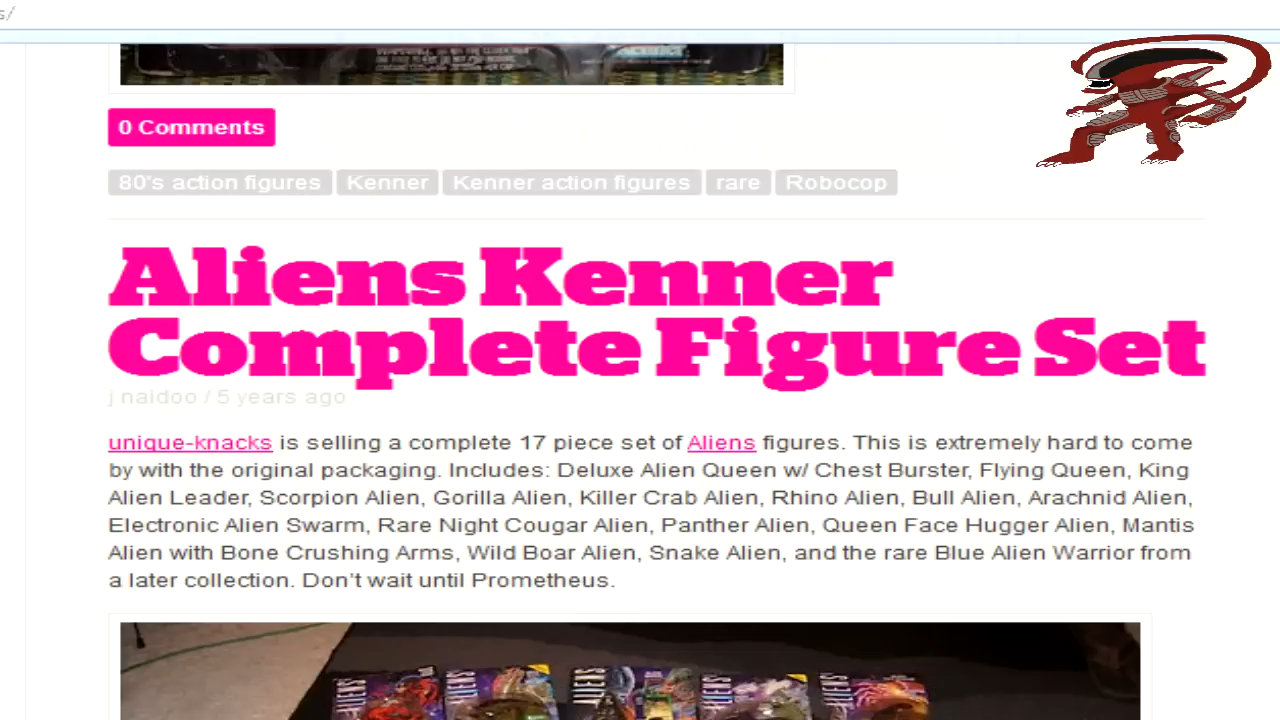 s/
0 Comments
80's action figures Kenner Kenner action figures rare Robocop
Aliens Kenner
Complete Figure Set
j naidoo / 5 years ago
unique-knacks is selling a complete 17 piece set of Aliens figures. This is extremely hard to come
by with the original packaging. Includes: Deluxe Alien Queen w/ Chest Burster, Flying Queen, King
Alien Leader, Scorpion Alien, Gorilla Alien, Killer Crab Alien, Rhino Alien, Bull Alien, Arachnid Alien,
Electronic Alien Swarm, Rare Night Cougar Alien, Panther Alien, Queen Face Hugger Alien, Mantis
Alien with Bone Crushing Arms, Wild Boar Alien, Snake Alien, and the rare Blue Alien Warrior from
a later collection. Don't wait until Prometheus.
ALIENS ALIENS ALIENS ALIENS ALIENS